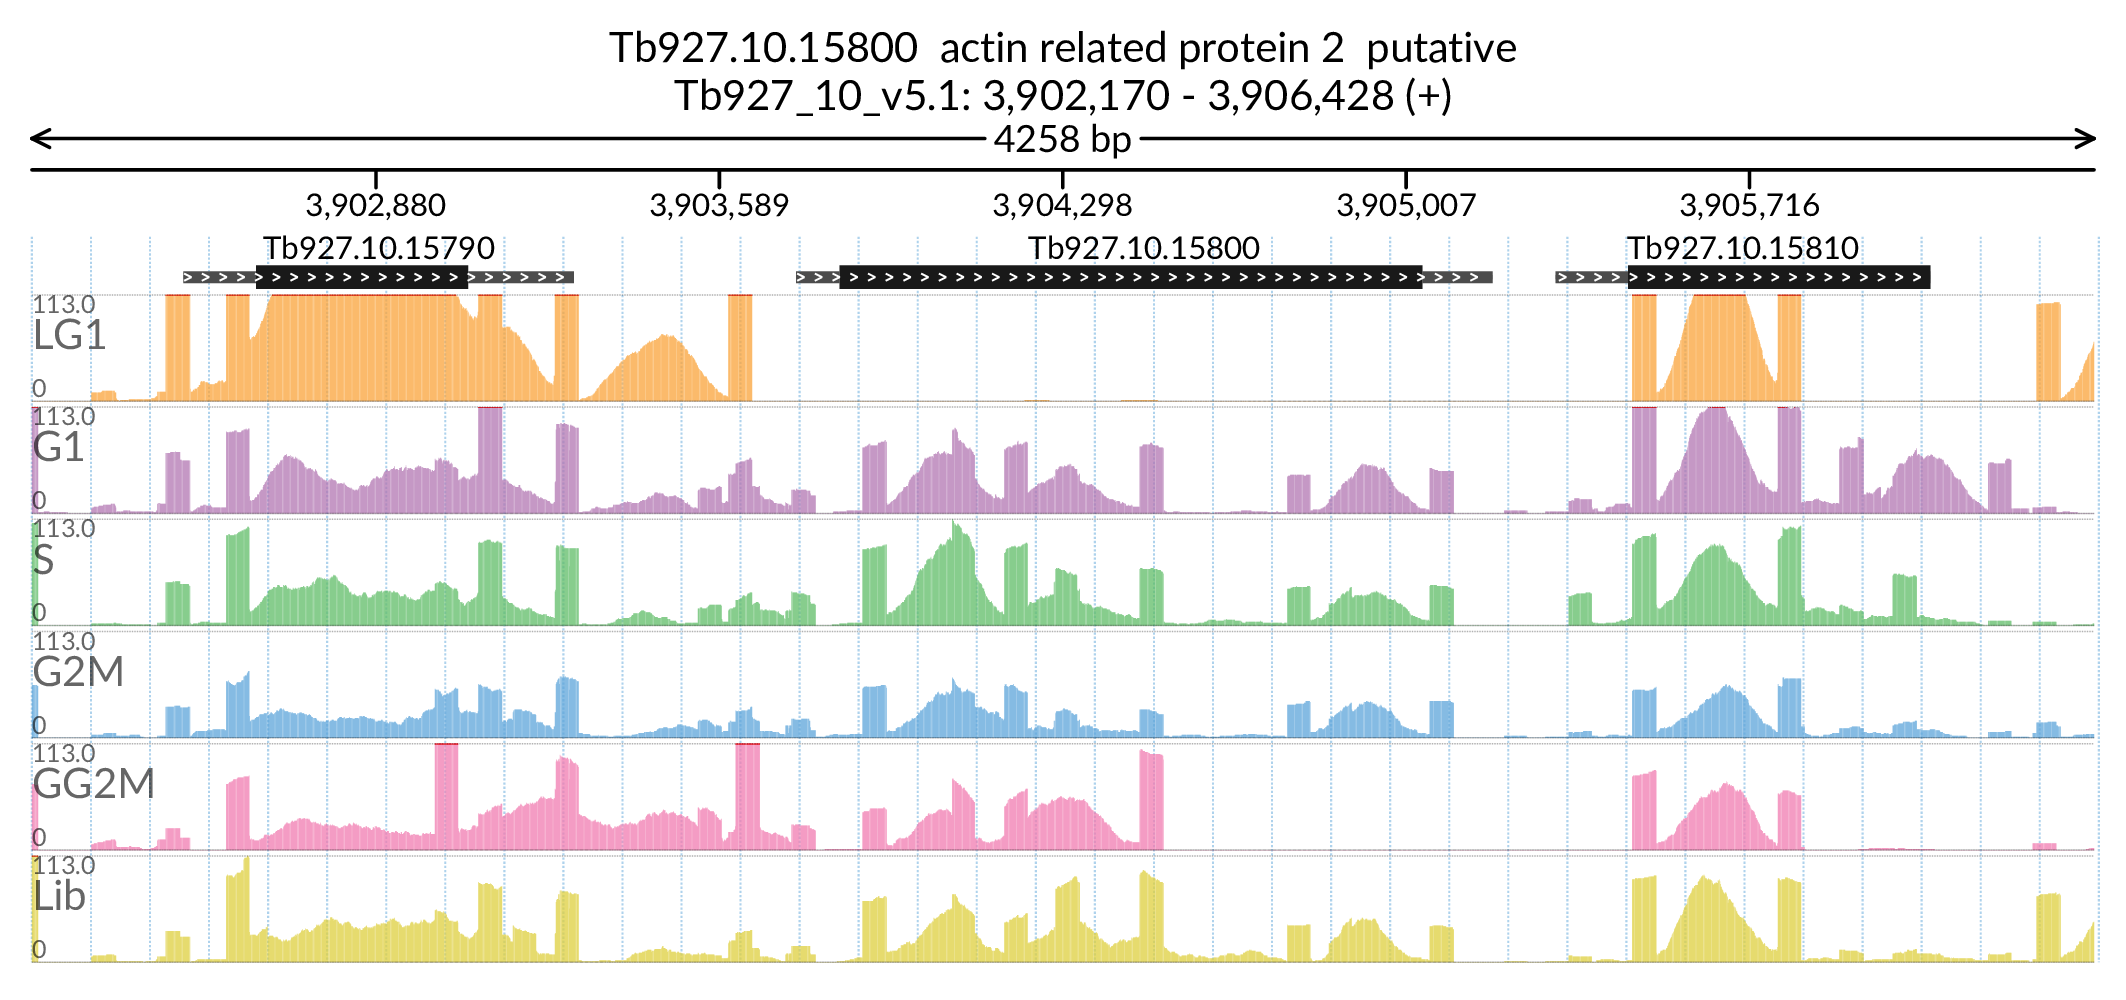 Tb927.10.15800 actin related protein 2 putative
Tb927_10_v5.1: 3,902,170 - 3,906,428 (+)
4258 bp
3,902,880 3,903,589 3,904,298 3,905,007 3,905,716
Tb927.10.15790 Tb927.10.15800 Tb927.10.15810
113.0
LG1
0
113.0
G1
0
113.0
S
0
113.0
G2M
0
113.0
GG2M
0
113.0
Lib
0